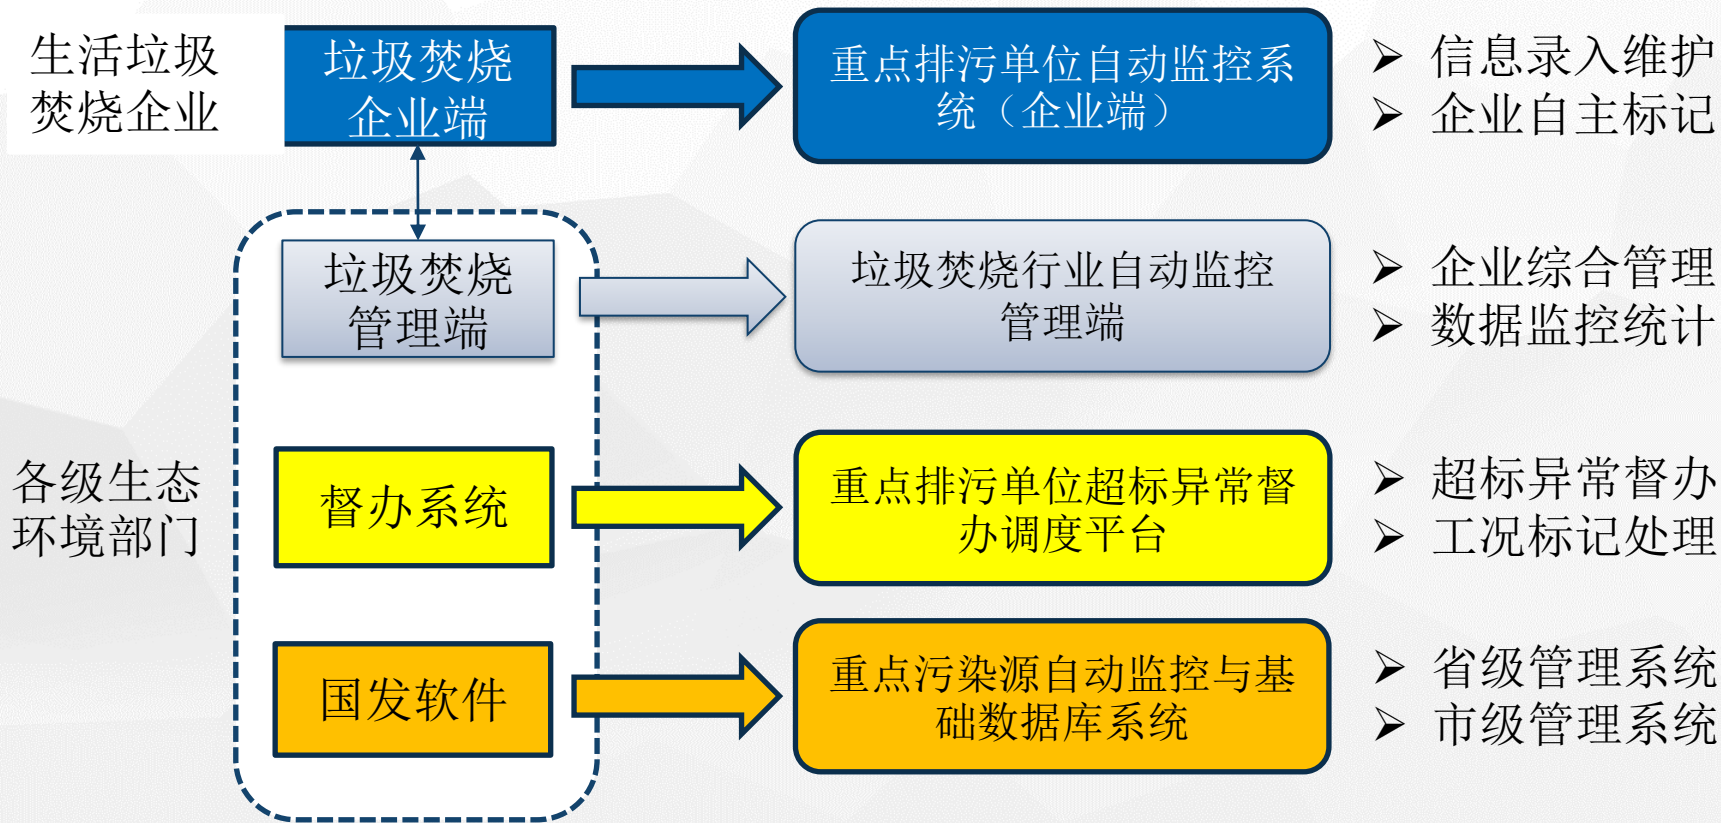 生活垃圾
焚烧企业
垃圾焚烧
企业端
重点排污单位自动监控系
统（企业端）
➢ 信息录入维护
➢ 企业自主标记
垃圾焚烧
管理端
垃圾焚烧行业自动监控
管理端
➢ 企业综合管理
➢ 数据监控统计
各级生态
环境部门
督办系统
重点排污单位超标异常督
办调度平台
➢ 超标异常督办
➢ 工况标记处理
国发软件
重点污染源自动监控与基
础数据库系统
➢ 省级管理系统
➢ 市级管理系统